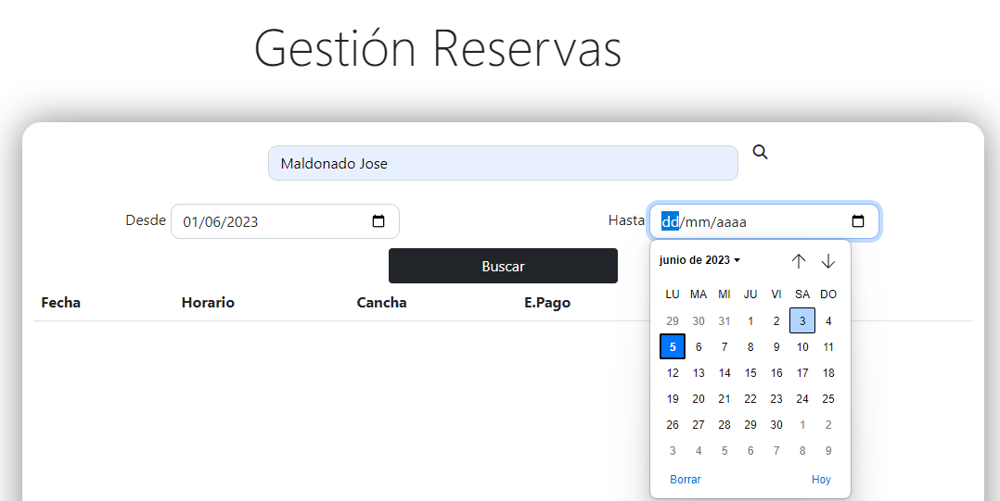 Gestión Reservas
Maldonado Jose
Desde 01/06/2023 Hasta dd/mm/aaaa
Buscar
Fecha Horario Cancha E.Pago
junio de 2023
LU MA MI JU VI SA DO
29 30 31 1 2 3 4
5 6 7 8 9 10 11
12 13 14 15 16 17 18
19 20 21 22 23 24 25
26 27 28 29 30 1 2
3 4 5 6 7 8 9
Borrar Hoy